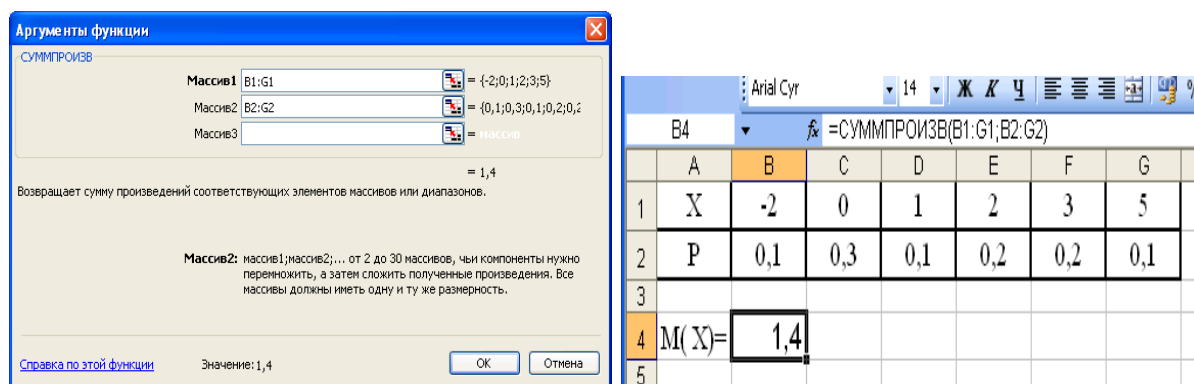 Аргументы функции
СУММПРОИЗВ
Массив1 B1:G1 = {-2;0;1;2;3;5}
Массив2 B2:G2 = {0,1;0,3;0,1;0,2;0,2
Массив3 = массив
= 1,4
Возвращает сумму произведений соответствующих элементов массивов или диапазонов.
Массив2: массив1;массив2;... от 2 до 30 массивов, чьи компоненты нужно
перемножить, а затем сложить полученные произведения. Все
массивы должны иметь одну и ту же размерность.
Справка по этой функции Значение:1,4 ОК Отмена
Arial Cyr 14 Ж К Ч
B4 fx =СУММПРОИЗВ(B1:G1;B2:G2)
A B C D E F G
1 X -2 0 1 2 3 5
2 P 0,1 0,3 0,1 0,2 0,2 0,1
3
4 M( X)= 1,4
5